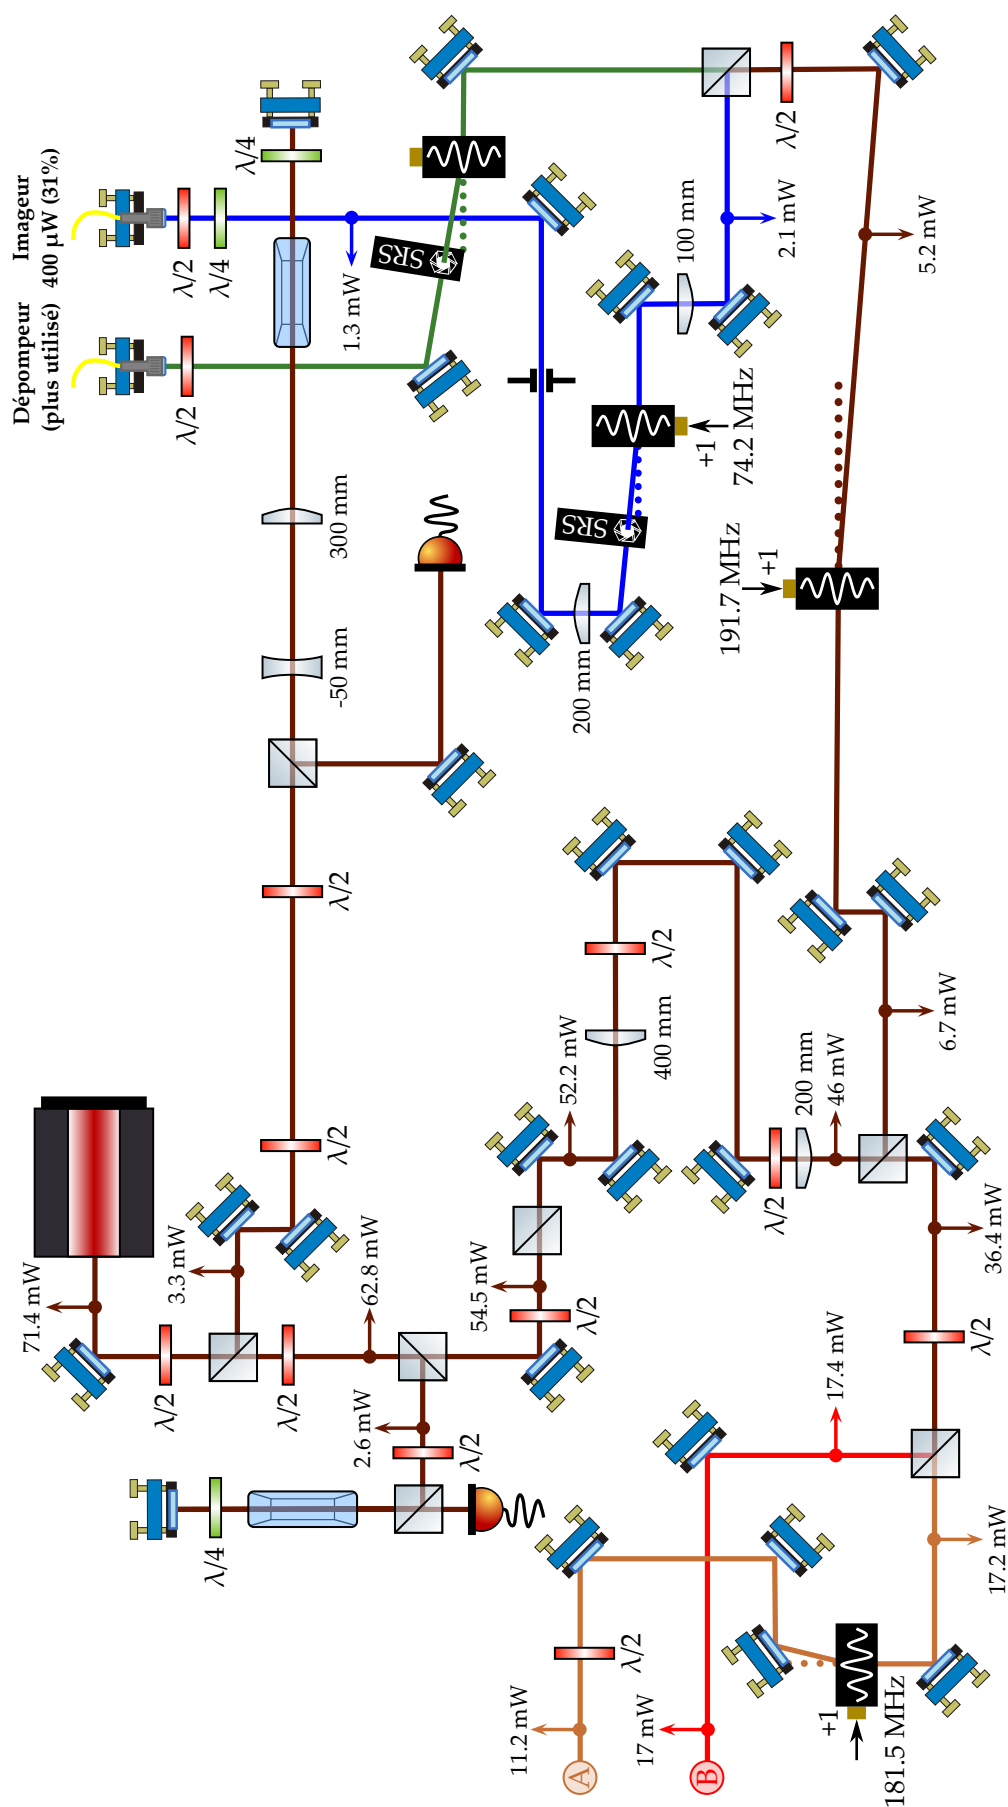 Imageur
400 μW (31%)
Dépompeur
(plus utilisé)
λ/4
λ/2
λ/4
SRS
1.3 mW
λ/2
100 mm
2.1 mW
λ/2
5.2 mW
λ/2
300 mm
+1
74.2 MHz
SRS
191.7 MHz
+1
-50 mm
200 mm
λ/2
λ/2
400 mm
52.2 mW
6.7 mW
200 mm
46 mW
λ/2
λ/2
3.3 mW
62.8 mW
71.4 mW
54.5 mW
λ/2
36.4 mW
λ/2
λ/2
λ/2
17.4 mW
2.6 mW
λ/2
λ/4
17.2 mW
λ/2
11.2 mW
17 mW
+1
181.5 MHz
A
B